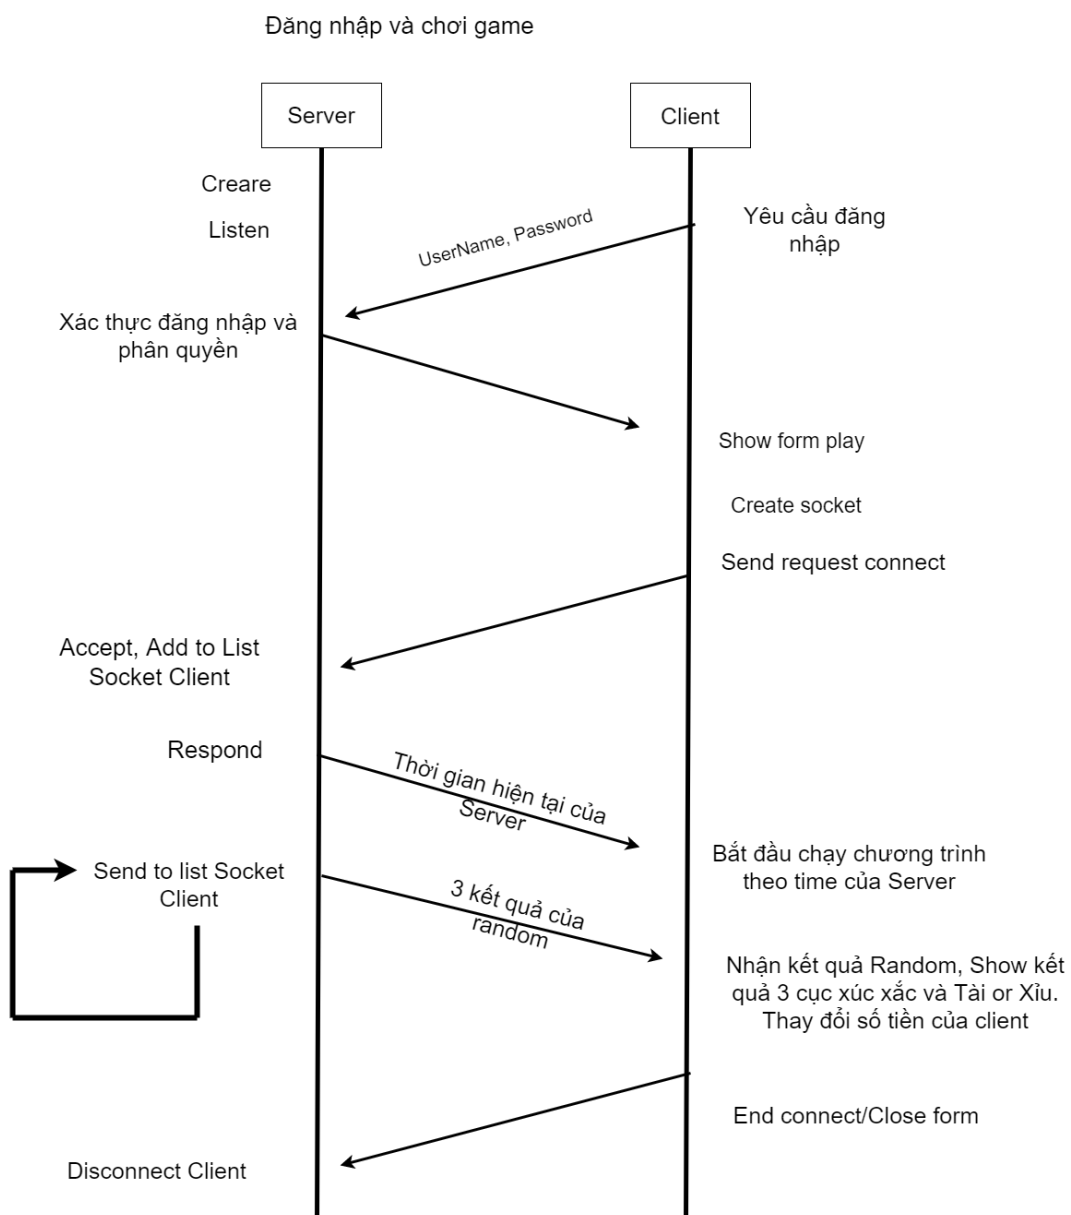 Đăng nhập và chơi game
Server
Client
Creare
Listen
UserName, Password
Yêu cầu đăng
nhập
Xác thực đăng nhập và
phân quyền
Show form play
Create socket
Send request connect
Accept, Add to List
Socket Client
Respond
Thời gian hiện tại của
Server
Bắt đầu chạy chương trình
theo time của Server
Send to list Socket
Client
3 kết quả của
random
Nhận kết quả Random, Show kết
quả 3 cục xúc xắc và Tài or Xỉu.
Thay đổi số tiền của client
End connect/Close form
Disconnect Client